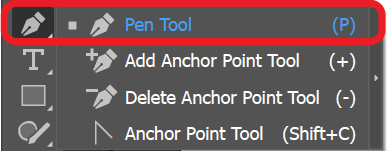 Pen Tool (P)
Add Anchor Point Tool (+)
Delete Anchor Point Tool (-)
Anchor Point Tool (Shift+C)